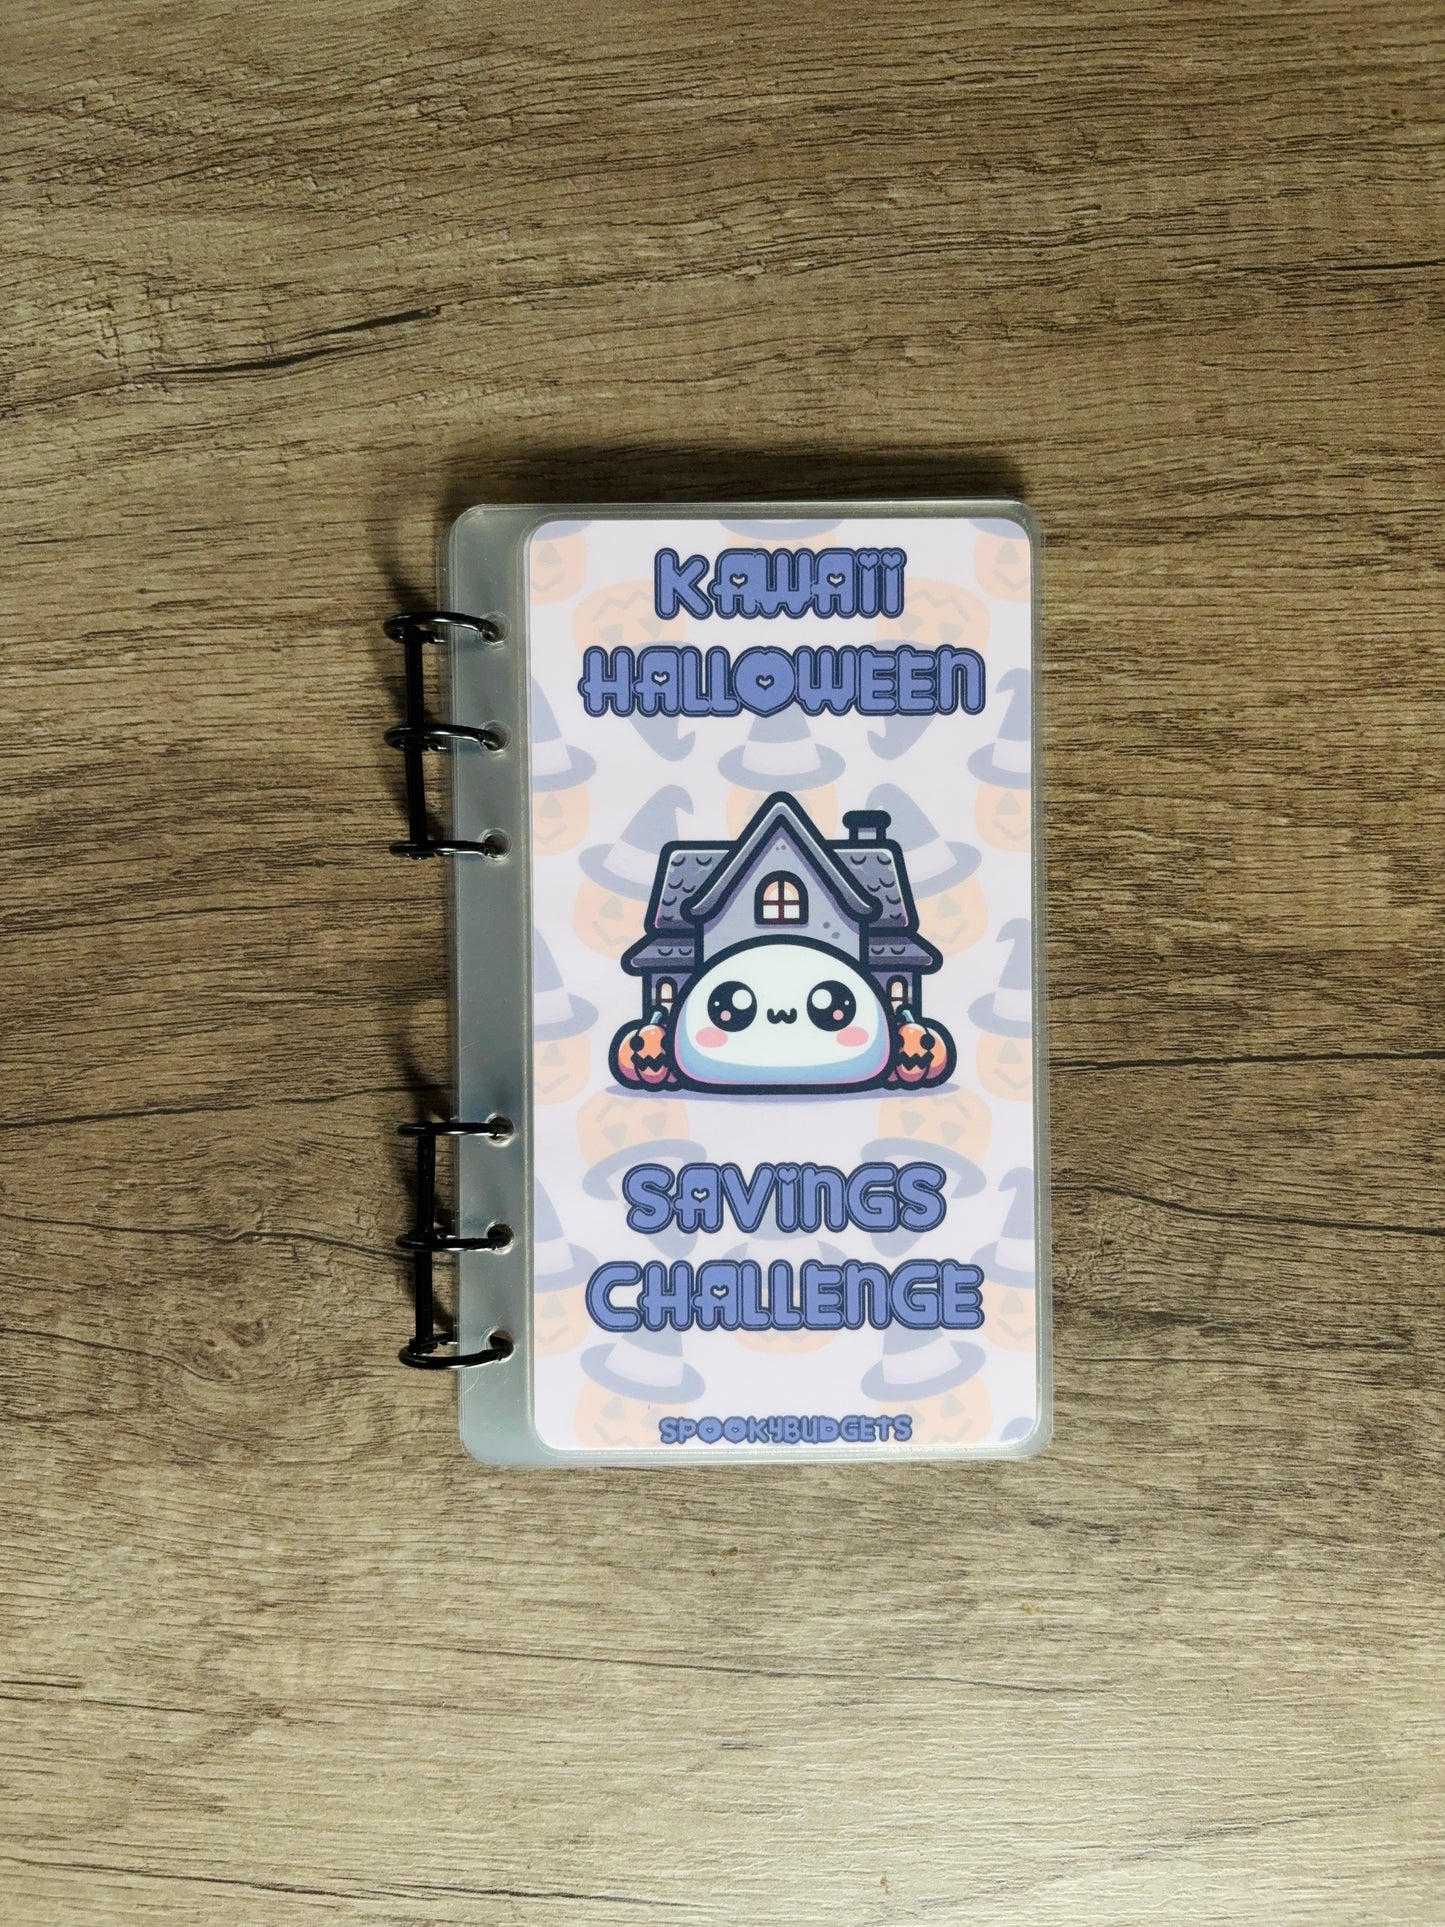 KAWAII
HALLOWEEN
SAVINGS
CHALLENGE
SPOOKYBUDGETS